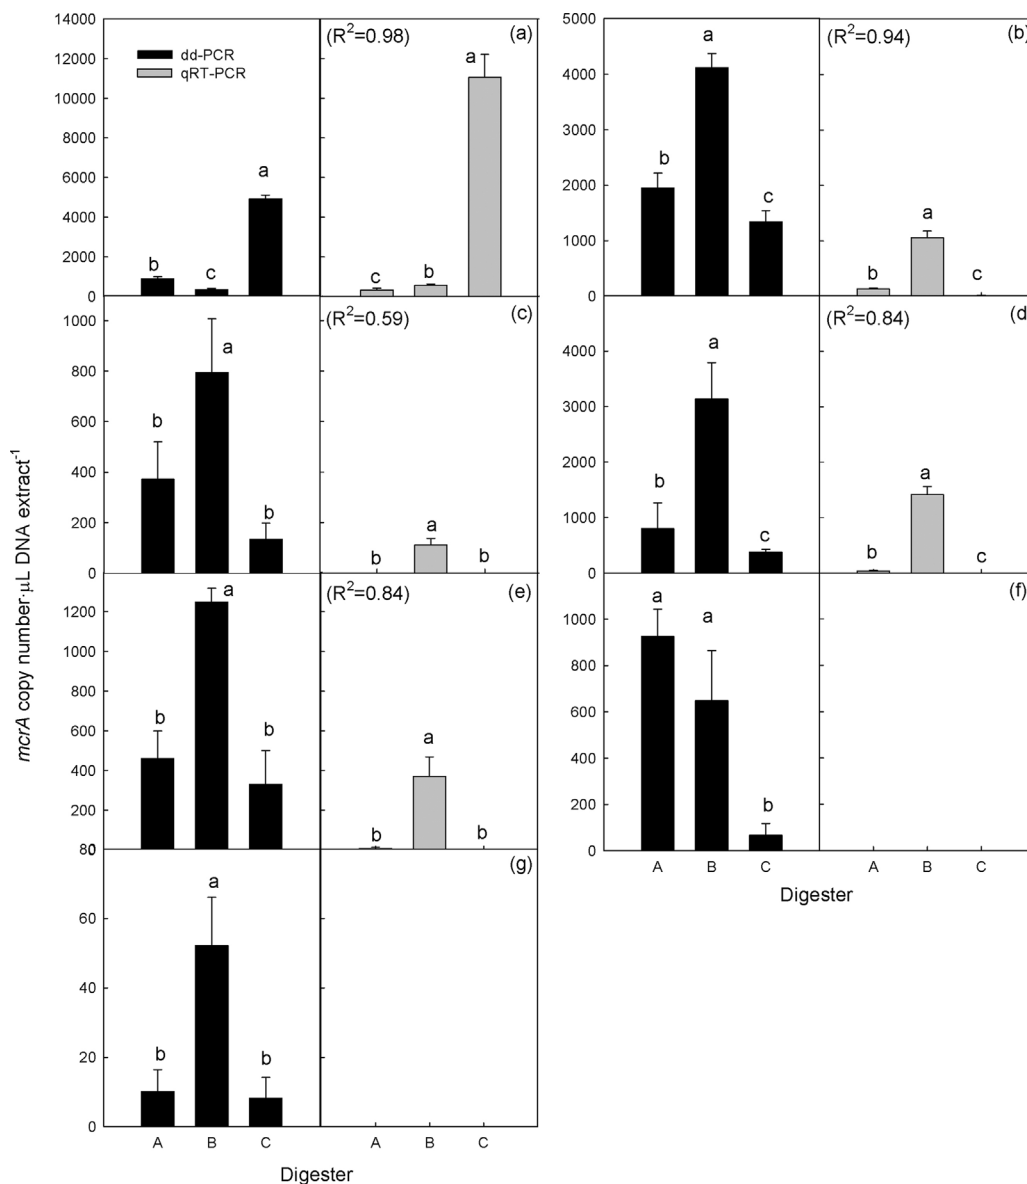 mcrA copy number·µL DNA extract⁻¹
14000
12000
10000
8000
6000
4000
2000
0
dd-PCR
qRT-PCR
b
c
a
(R²=0.98)
(a)
c
b
a
5000
4000
3000
2000
1000
0
b
a
c
(R²=0.94)
(b)
b
a
c
1000
800
600
400
200
0
b
a
b
(R²=0.59)
(c)
b
a
b
4000
3000
2000
1000
0
b
a
c
(R²=0.84)
(d)
b
a
c
1200
1000
800
600
400
200
0
b
a
b
(R²=0.84)
(e)
b
a
b
1000
800
600
400
200
0
a
a
b
(f)
A
B
C
A
B
C
Digester
80
60
40
20
0
b
a
b
(g)
A
B
C
A
B
C
Digester